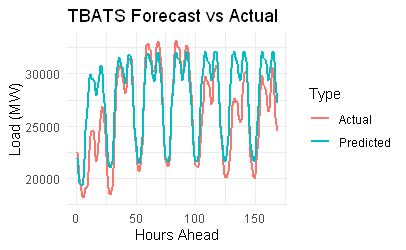 TBATS Forecast vs Actual
Load (MW)
30000
25000
20000
0
50
100
150
Hours Ahead
Type
Actual
Predicted